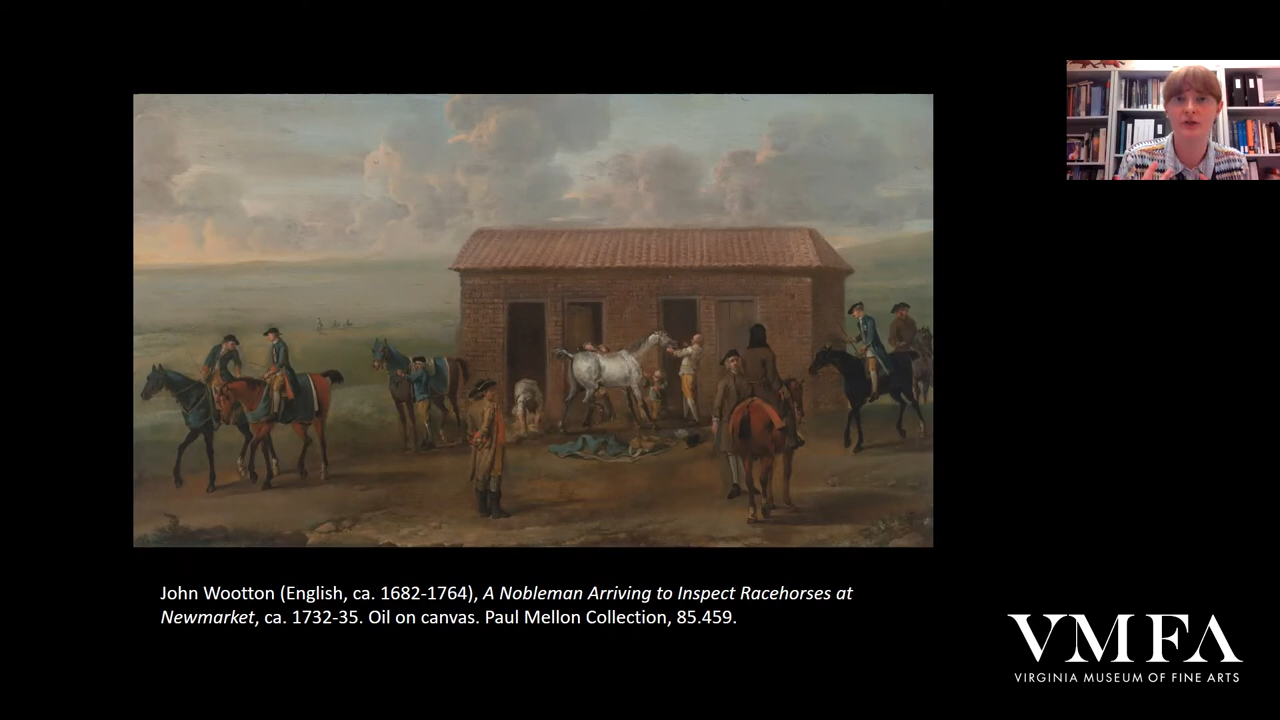 John Wootton (English, ca. 1682-1764), A Nobleman Arriving to Inspect Racehorses at
Newmarket, ca. 1732-35. Oil on canvas. Paul Mellon Collection, 85.459.
VMFA
VIRGINIA MUSEUM OF FINE ARTS